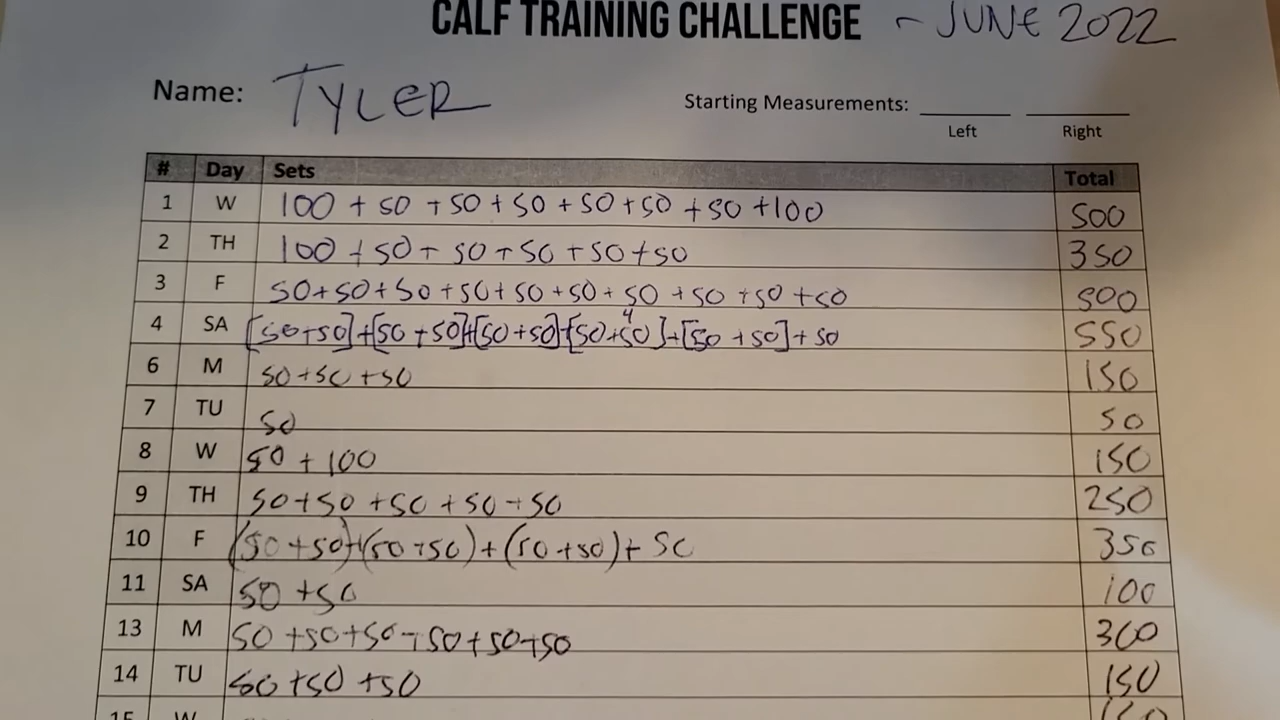 CALF TRAINING CHALLENGE - JUNE 2022
Name: TYLER Starting Measurements:
Left Right
# Day Sets Total
1 W 100 + 50 + 50 + 50 + 50 + 50 + 50 + 100 500
2 TH 100 + 50 + 50 + 50 + 50 + 50 350
3 F 50+50+50+50+50+50+50+50+50+50 500
4 SA [50+50]+[50+50]+[50+50]+[50+50]+[50+50]+50 550
6 M 50+50+50 150
7 TU 50 50
8 W 50 + 100 150
9 TH 50+50+50+50+50 250
10 F (50+50)+(50+50)+(50+50)+50 350
11 SA 50 +50 100
13 M 50+50+50+50+50+50 300
14 TU 50+50+50 150
15 W